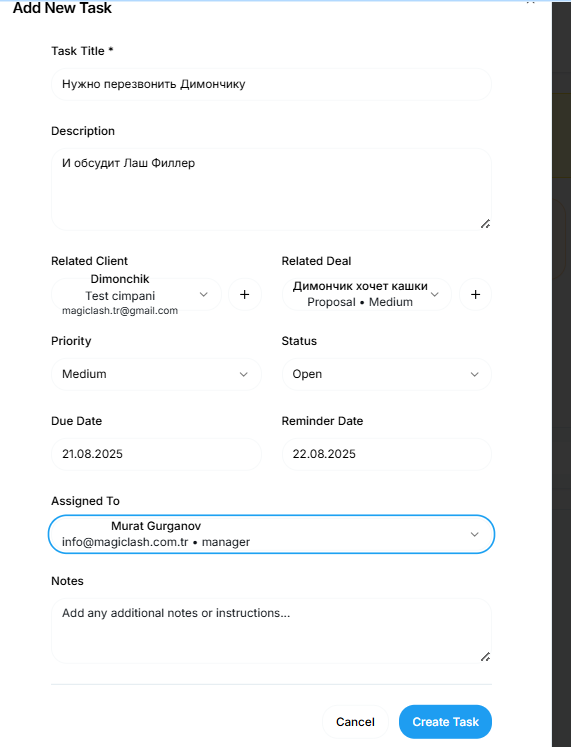 Add New Task
Task Title *
Нужно перезвонить Димончику
Description
И обсудит Лаш Филлер
Related Client
Related Deal
Dimonchik
Test cimpani
magiclash.tr@gmail.com
+
Димончик хочет кашки
Proposal • Medium
+
Priority
Status
Medium
Open
Due Date
Reminder Date
21.08.2025
22.08.2025
Assigned To
Murat Gurganov
info@magiclash.com.tr • manager
Notes
Add any additional notes or instructions...
Cancel
Create Task